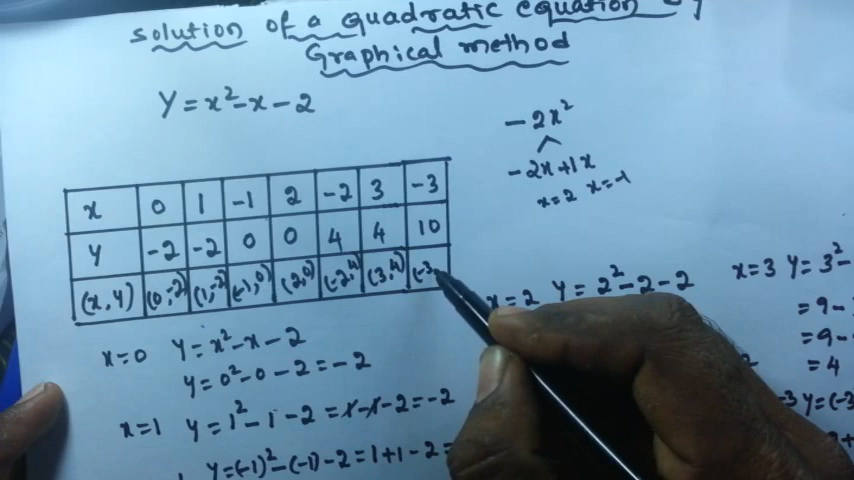 solution of a quadratic equation
Graphical method
Y = x² - x - 2
- 2x²
- 2x + 1x
x = 2 x = -1
x 0 1 -1 2 -2 3 -3
y -2 -2 0 0 4 4 10
(x, y) (0, -2) (1, -2) (-1, 0) (2, 0) (-2, 4) (3, 4) (-3,
x = 0 y = x² - x - 2
y = 0² - 0 - 2 = -2
x = 1 y = 1² - 1 - 2 = 1 - 1 - 2 = -2
y = (-1)² - (-1) - 2 = 1 + 1 - 2 =
x = 2 y = 2² - 2 - 2
x = 3 y = 3² -
= 9 -
= 9 -
= 4
-3 y = (-3